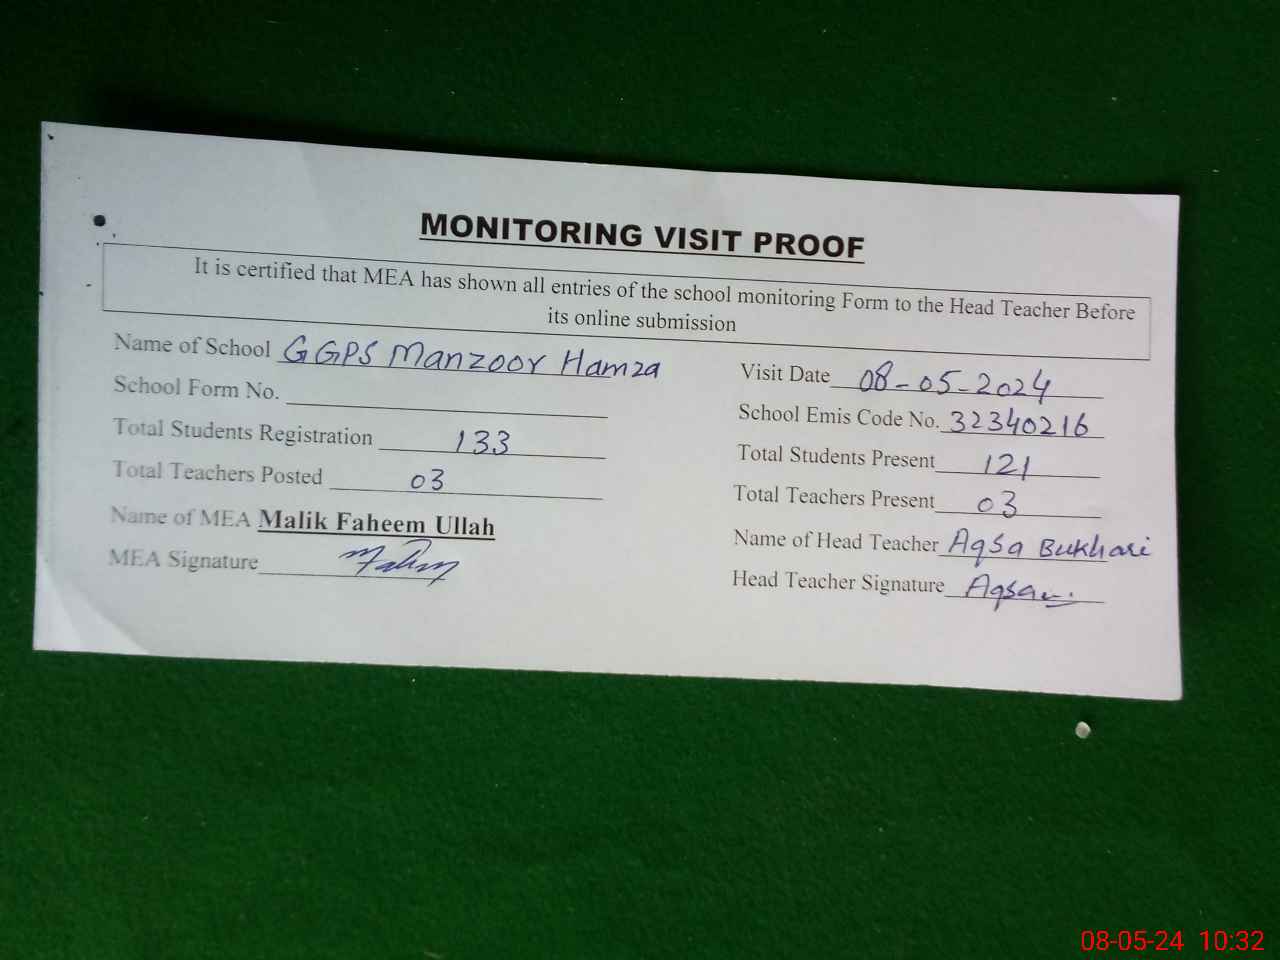 MONITORING VISIT PROOF
It is certified that MEA has shown all entries of the school monitoring Form to the Head Teacher Before
its online submission
Name of School GGPS Manzoor Hamza
Visit Date 08-05-2024
School Form No.
School Emis Code No. 32340216
Total Students Registration 133
Total Students Present 121
Total Teachers Posted 03
Total Teachers Present 03
Name of MEA Malik Faheem Ullah
Name of Head Teacher Aqsa Bukhari
MEA Signature Fahim
Head Teacher Signature Aqsa
08-05-24 10:32